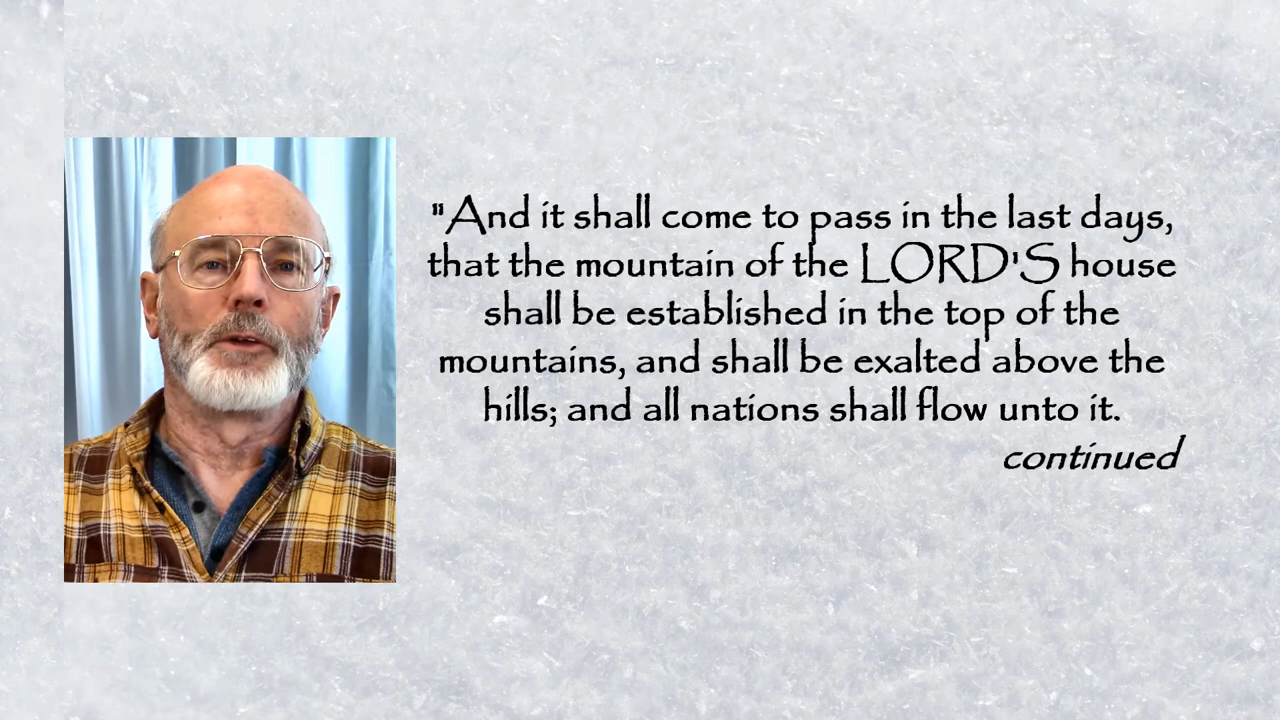 "And it shall come to pass in the last days,
that the mountain of the LORD'S house
shall be established in the top of the
mountains, and shall be exalted above the
hills; and all nations shall flow unto it.
continued